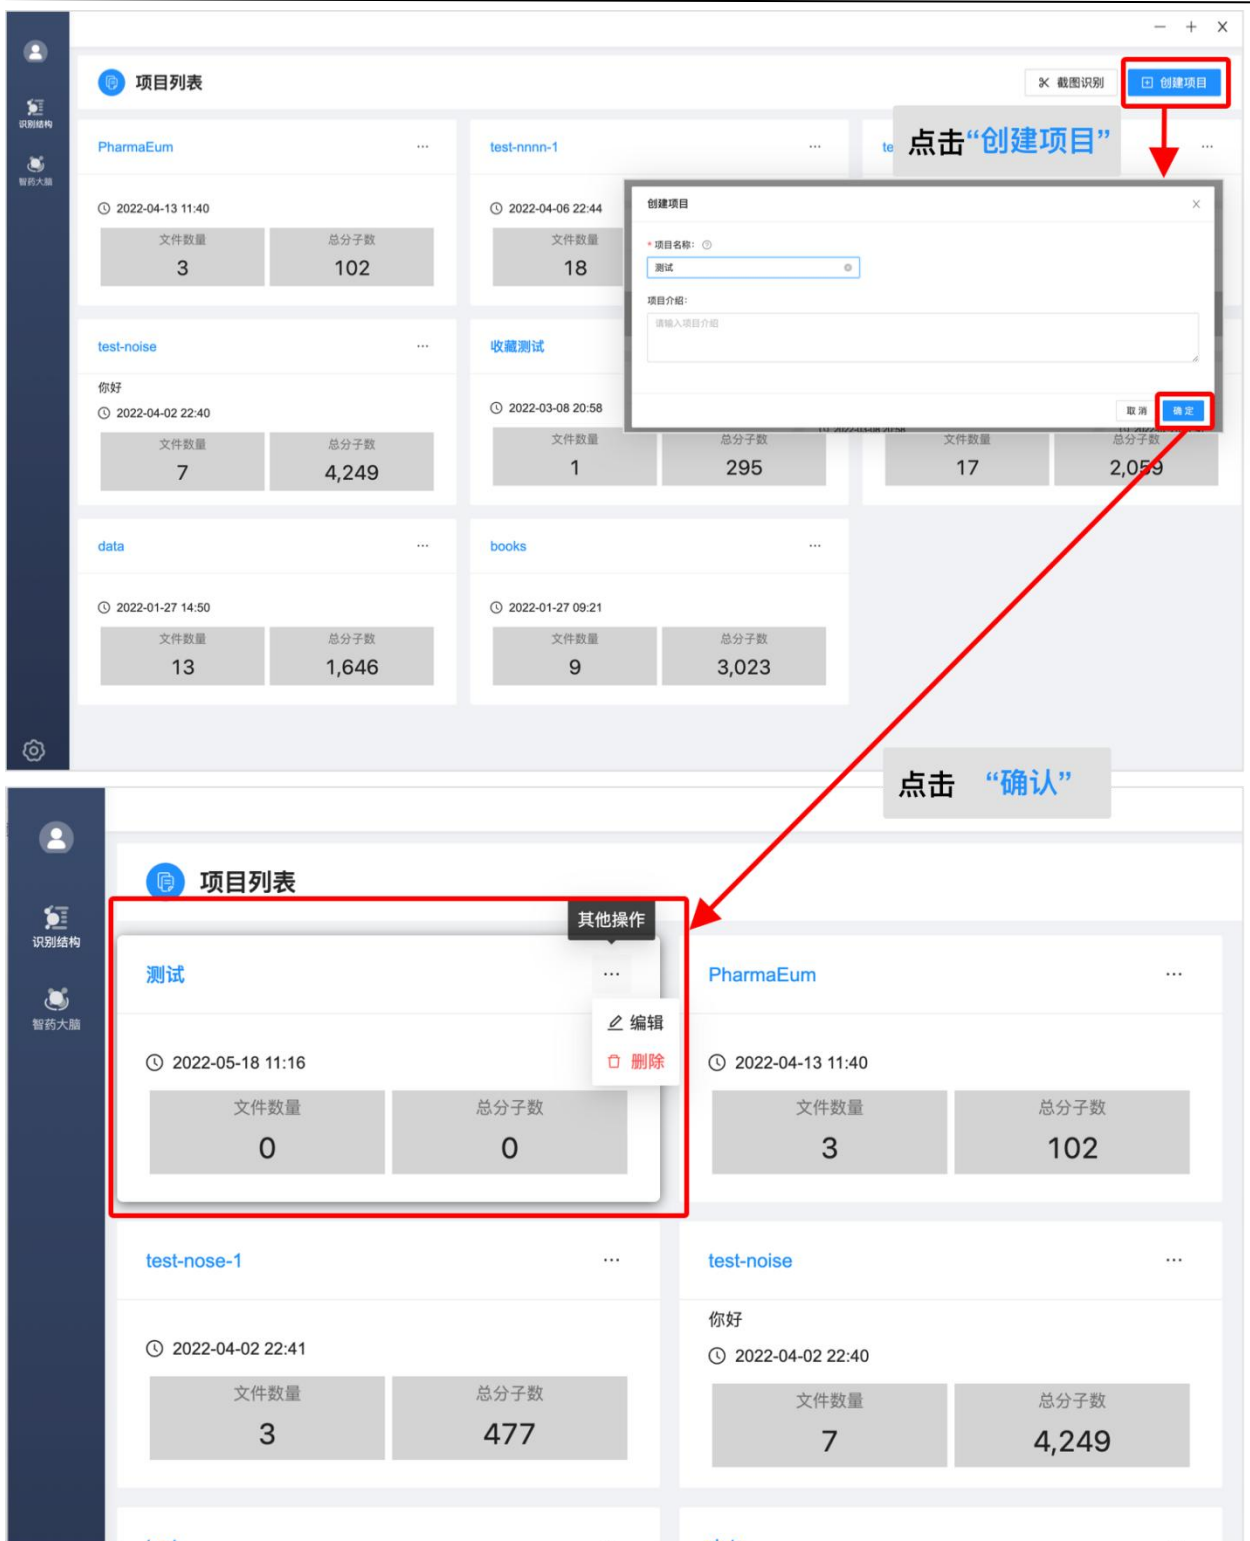 项目列表
截图识别
创建项目
识别结构
智药大脑
点击“创建项目”
PharmaEum
2022-04-13 11:40
文件数量
总分子数
3
102
test-nnnn-1
2022-04-06 22:44
文件数量
18
te
创建项目
* 项目名称:
测试
项目介绍:
请输入项目介绍
取消
确定
test-noise
你好
2022-04-02 22:40
文件数量
总分子数
7
4,249
收藏测试
2022-03-08 20:58
文件数量
总分子数
1
295
2022-03-08 20:58
文件数量
总分子数
17
2,059
data
2022-01-27 14:50
文件数量
总分子数
13
1,646
books
2022-01-27 09:21
文件数量
总分子数
9
3,023
点击 “确认”
项目列表
识别结构
智药大脑
其他操作
测试
编辑
删除
2022-05-18 11:16
文件数量
总分子数
0
0
PharmaEum
2022-04-13 11:40
文件数量
总分子数
3
102
test-nose-1
2022-04-02 22:41
文件数量
总分子数
3
477
test-noise
你好
2022-04-02 22:40
文件数量
总分子数
7
4,249